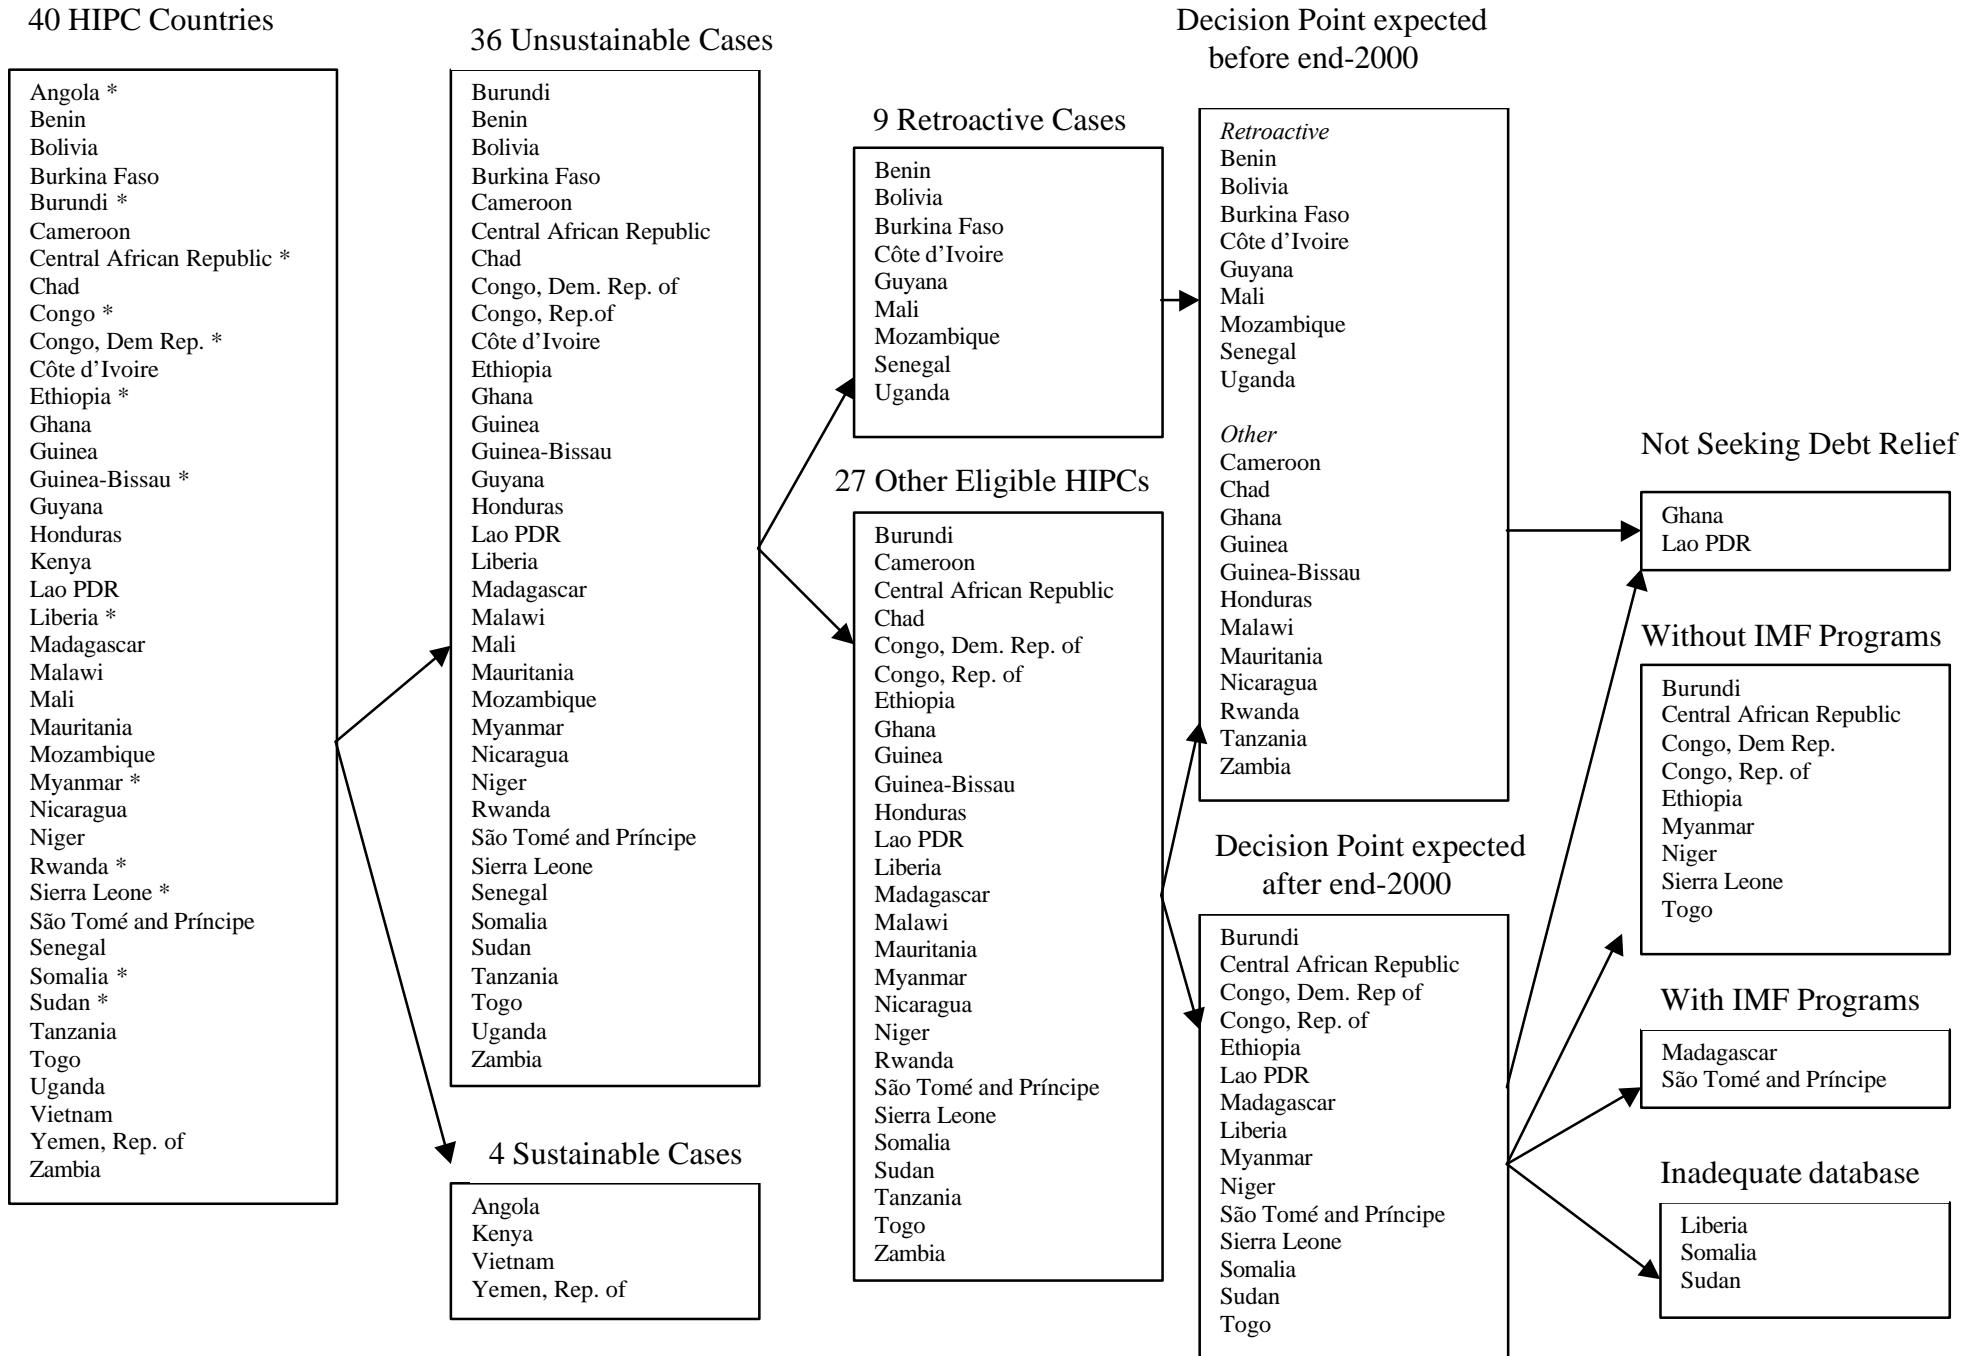 40 HIPC Countries
Angola *
Benin
Bolivia
Burkina Faso
Burundi *
Cameroon
Central African Republic *
Chad
Congo *
Congo, Dem Rep. *
Côte d’Ivoire
Ethiopia *
Ghana
Guinea
Guinea-Bissau *
Guyana
Honduras
Kenya
Lao PDR
Liberia *
Madagascar
Malawi
Mali
Mauritania
Mozambique
Myanmar *
Nicaragua
Niger
Rwanda *
Sierra Leone *
São Tomé and Príncipe
Senegal
Somalia *
Sudan *
Tanzania
Togo
Uganda
Vietnam
Yemen, Rep. of
Zambia
36 Unsustainable Cases
Burundi
Benin
Bolivia
Burkina Faso
Cameroon
Central African Republic
Chad
Congo, Dem. Rep. of
Congo, Rep.of
Côte d’Ivoire
Ethiopia
Ghana
Guinea
Guinea-Bissau
Guyana
Honduras
Lao PDR
Liberia
Madagascar
Malawi
Mali
Mauritania
Mozambique
Myanmar
Nicaragua
Niger
Rwanda
São Tomé and Príncipe
Sierra Leone
Senegal
Somalia
Sudan
Tanzania
Togo
Uganda
Zambia
4 Sustainable Cases
Angola
Kenya
Vietnam
Yemen, Rep. of
9 Retroactive Cases
Benin
Bolivia
Burkina Faso
Côte d’Ivoire
Guyana
Mali
Mozambique
Senegal
Uganda
27 Other Eligible HIPCs
Burundi
Cameroon
Central African Republic
Chad
Congo, Dem. Rep. of
Congo, Rep. of
Ethiopia
Ghana
Guinea
Guinea-Bissau
Honduras
Lao PDR
Liberia
Madagascar
Malawi
Mauritania
Myanmar
Nicaragua
Niger
Rwanda
São Tomé and Príncipe
Sierra Leone
Somalia
Sudan
Tanzania
Togo
Zambia
Decision Point expected
before end-2000
Retroactive
Benin
Bolivia
Burkina Faso
Côte d’Ivoire
Guyana
Mali
Mozambique
Senegal
Uganda
Other
Cameroon
Chad
Ghana
Guinea
Guinea-Bissau
Honduras
Malawi
Mauritania
Nicaragua
Rwanda
Tanzania
Zambia
Decision Point expected
after end-2000
Burundi
Central African Republic
Congo, Dem. Rep of
Congo, Rep. of
Ethiopia
Lao PDR
Madagascar
Liberia
Myanmar
Niger
São Tomé and Príncipe
Sierra Leone
Somalia
Sudan
Togo
Not Seeking Debt Relief
Ghana
Lao PDR
Without IMF Programs
Burundi
Central African Republic
Congo, Dem Rep.
Congo, Rep. of
Ethiopia
Myanmar
Niger
Sierra Leone
Togo
With IMF Programs
Madagascar
São Tomé and Príncipe
Inadequate database
Liberia
Somalia
Sudan